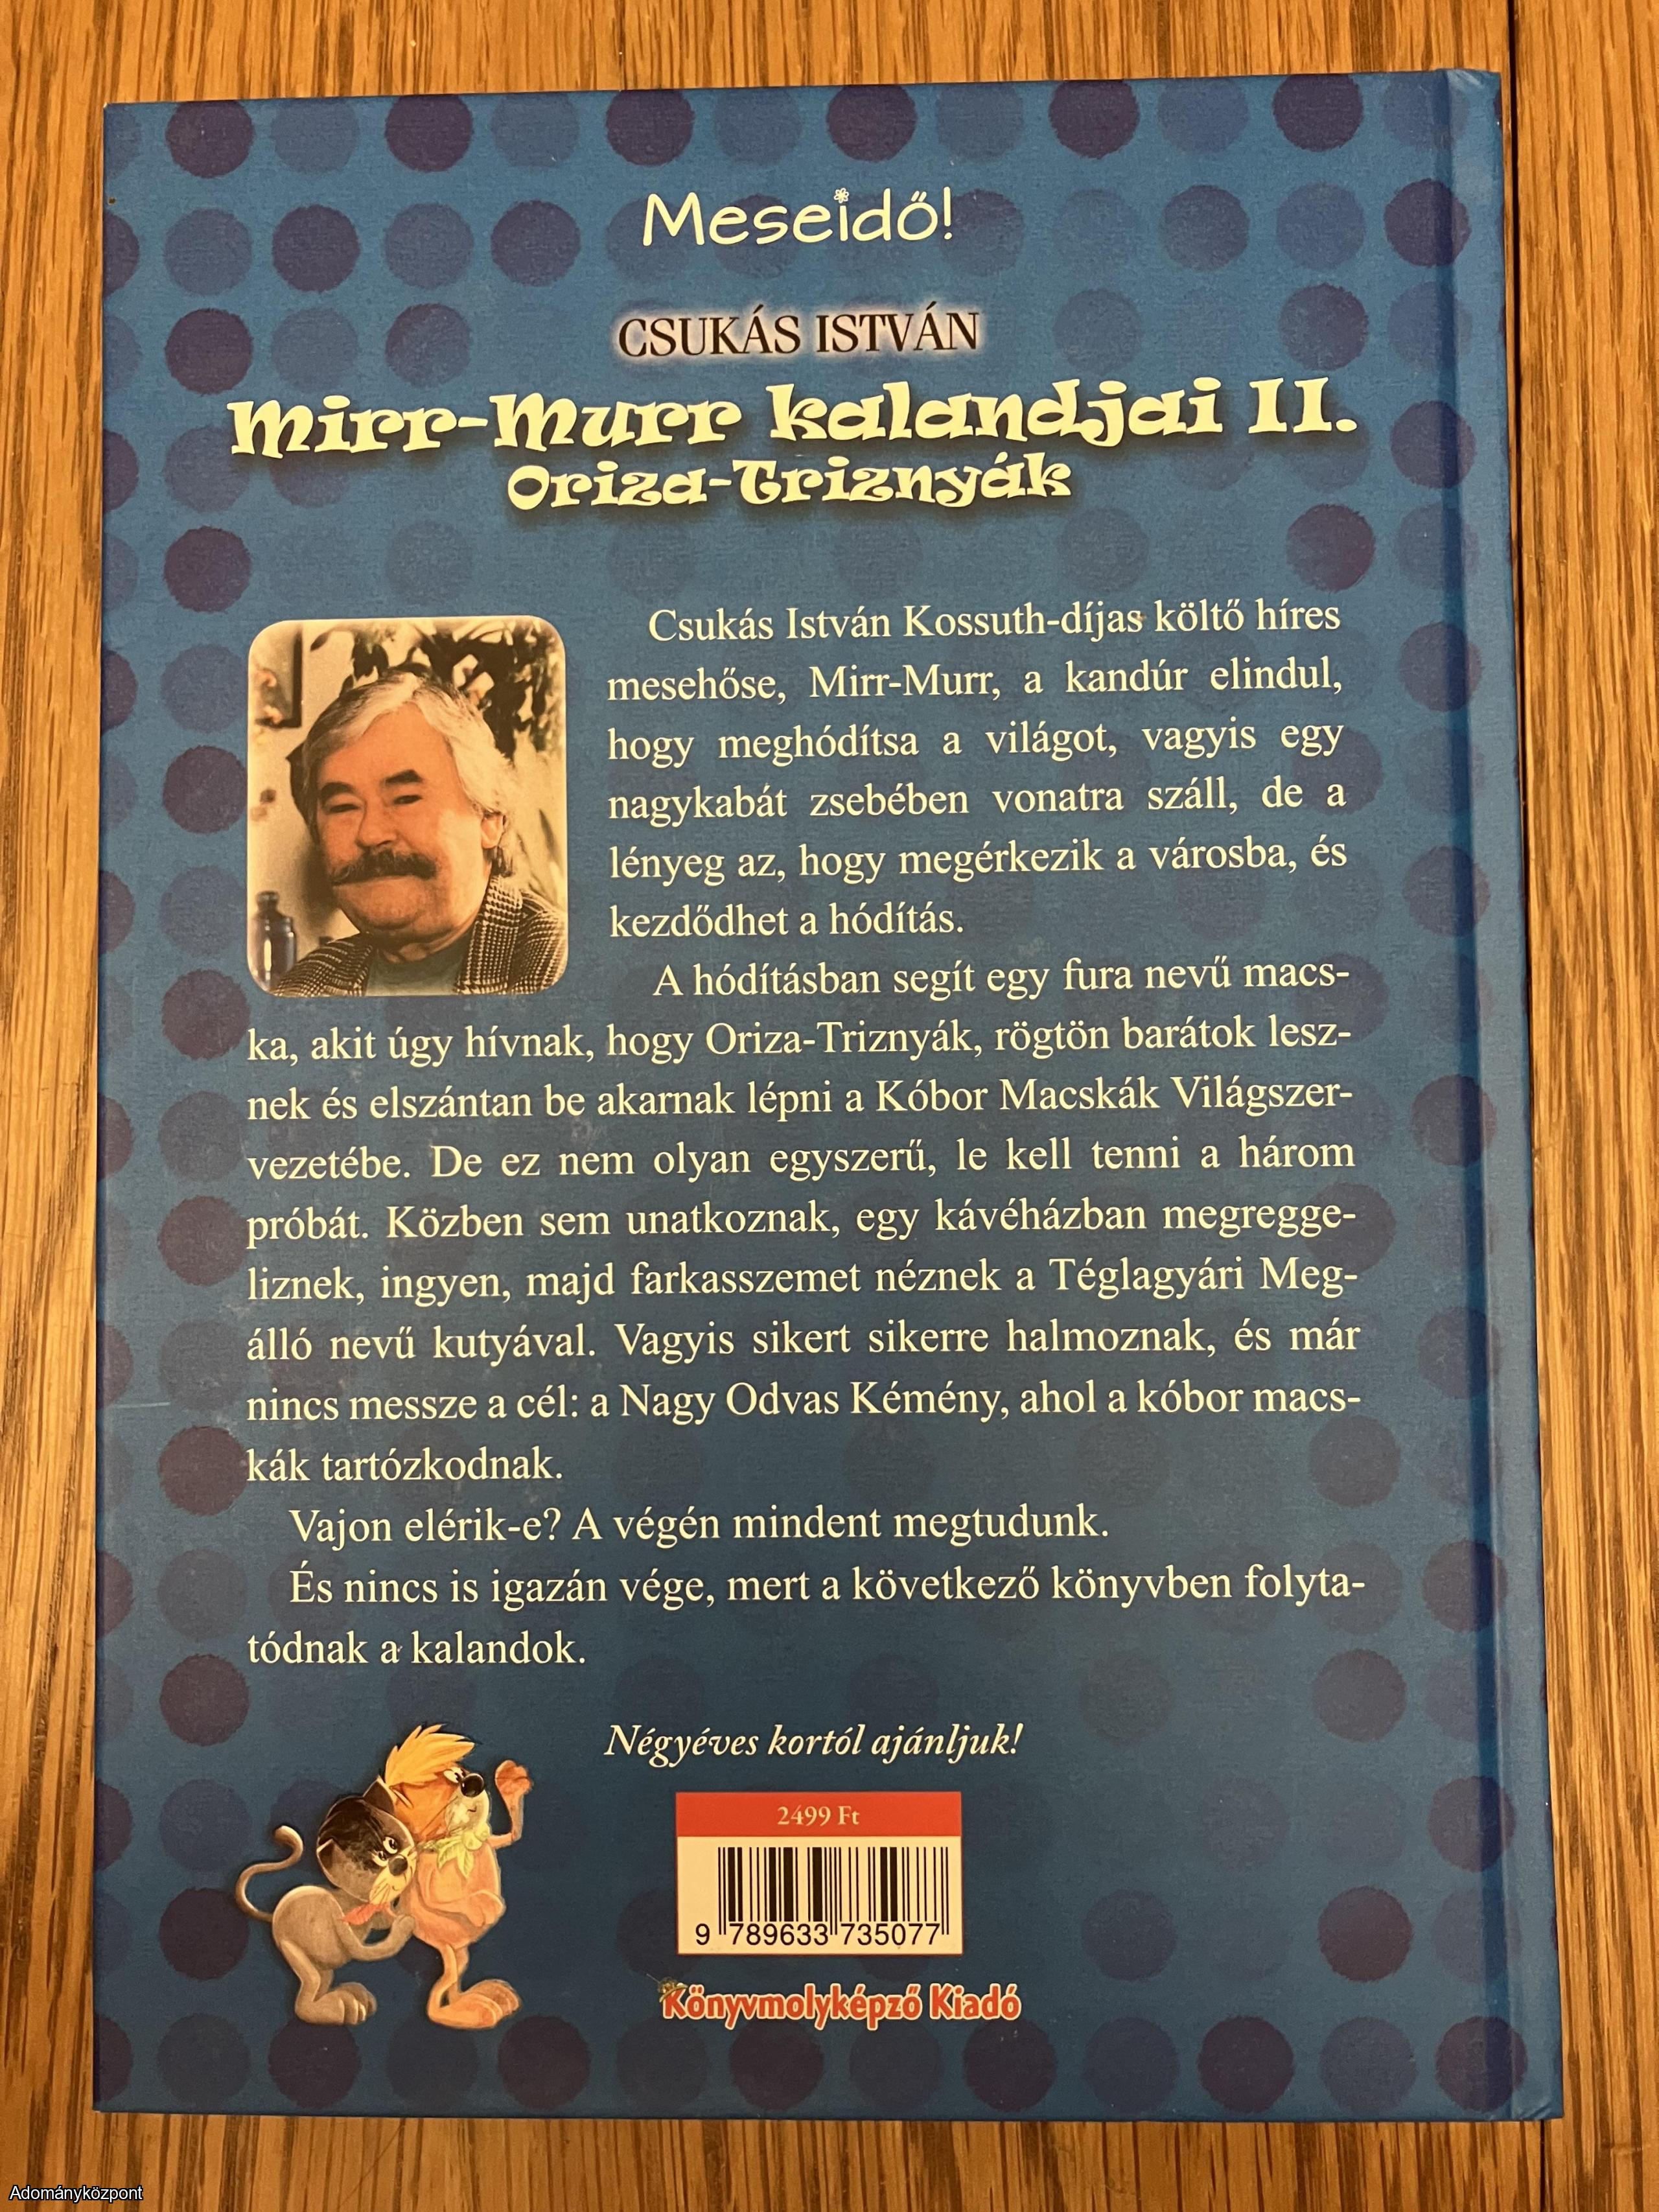 Meseidő!
CSUKÁS ISTVÁN
Mirr-Murr kalandjai II.
Oriza-Triznyák
Csukás István Kossuth-díjas költő híres
mesehőse, Mirr-Murr, a kandúr elindul,
hogy meghódítsa a világot, vagyis egy
nagykabát zsebében vonatra száll, de a
lényeg az, hogy megérkezik a városba, és
kezdődhet a hódítás.
A hódításban segít egy fura nevű macs-
ka, akit úgy hívnak, hogy Oriza-Triznyák, rögtön barátok lesz-
nek és elszántan be akarnak lépni a Kóbor Macskák Világszer-
vezetébe. De ez nem olyan egyszerű, le kell tenni a három
próbát. Közben sem unatkoznak, egy kávéházban megregge-
liznek, ingyen, majd farkasszemet néznek a Téglagyári Meg-
álló nevű kutyával. Vagyis sikert sikerre halmoznak, és már
nincs messze a cél: a Nagy Odvas Kémény, ahol a kóbor macs-
kák tartózkodnak.
Vajon elérik-e? A végén mindent megtudunk.
És nincs is igazán vége, mert a következő könyvben folyta-
tódnak a kalandok.
Négyéves kortól ajánljuk!
2499 Ft
9 789633 735077
Könyvmolyképző Kiadó
Adományközpont